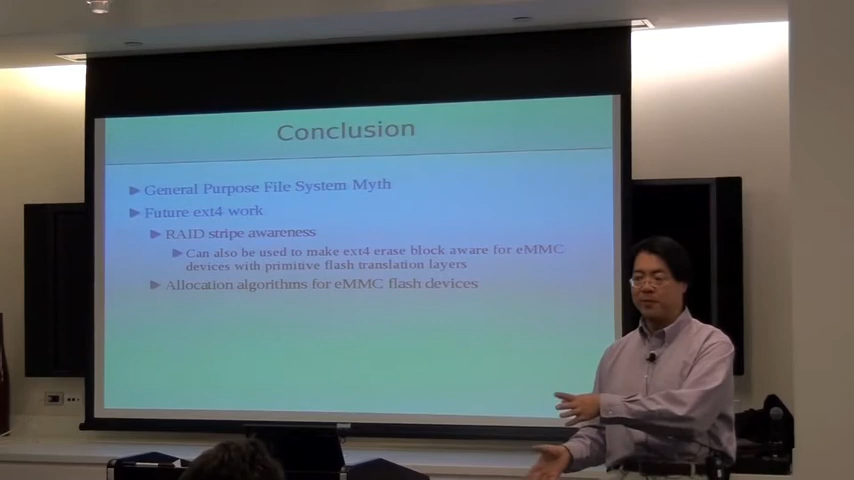 Conclusion
General Purpose File System Myth
Future ext4 work
RAID stripe awareness
Can also be used to make ext4 erase block aware for eMMC
devices with primitive flash translation layers
Allocation algorithms for eMMC flash devices